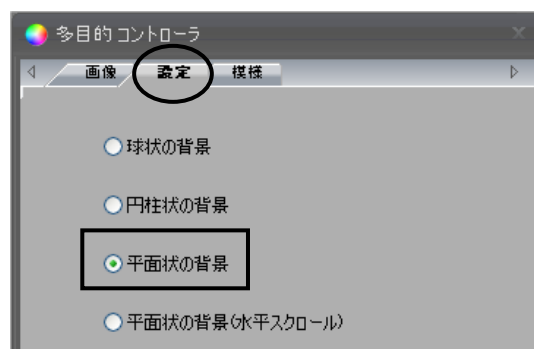 多目的コントローラ
画像 設定 模様
球状の背景
円柱状の背景
平面状の背景
平面状の背景(水平スクロール)